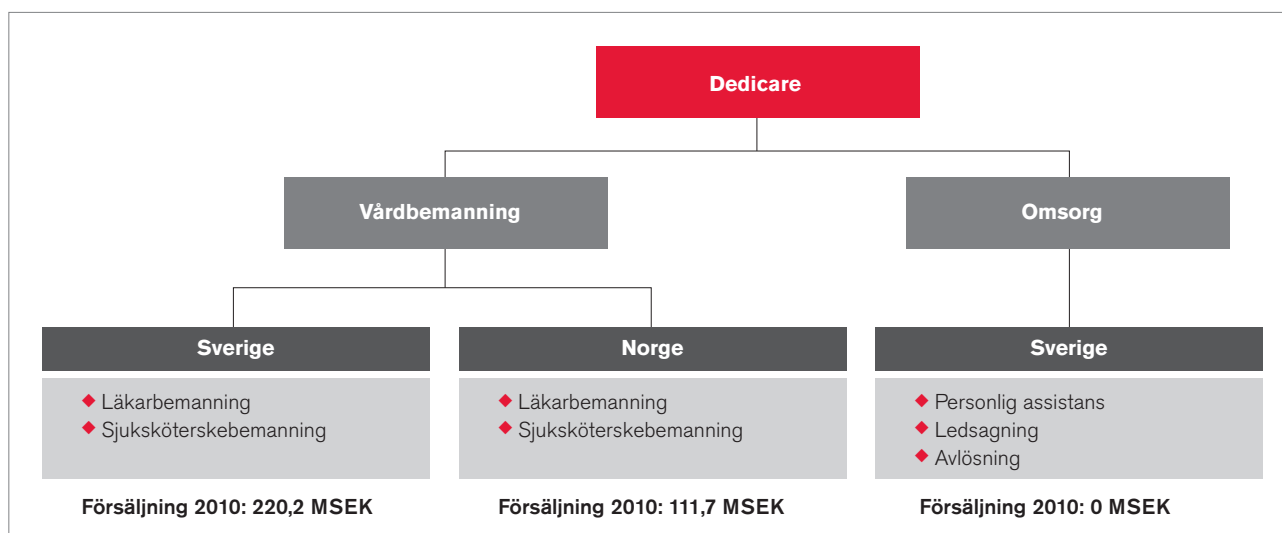 Dedicare
Vårdbemanning
Omsorg
Sverige
Läkarbemanning
Sjuksköterskebemanning
Försäljning 2010: 220,2 MSEK
Norge
Läkarbemanning
Sjuksköterskebemanning
Försäljning 2010: 111,7 MSEK
Sverige
Personlig assistans
Ledsagning
Avlösning
Försäljning 2010: 0 MSEK